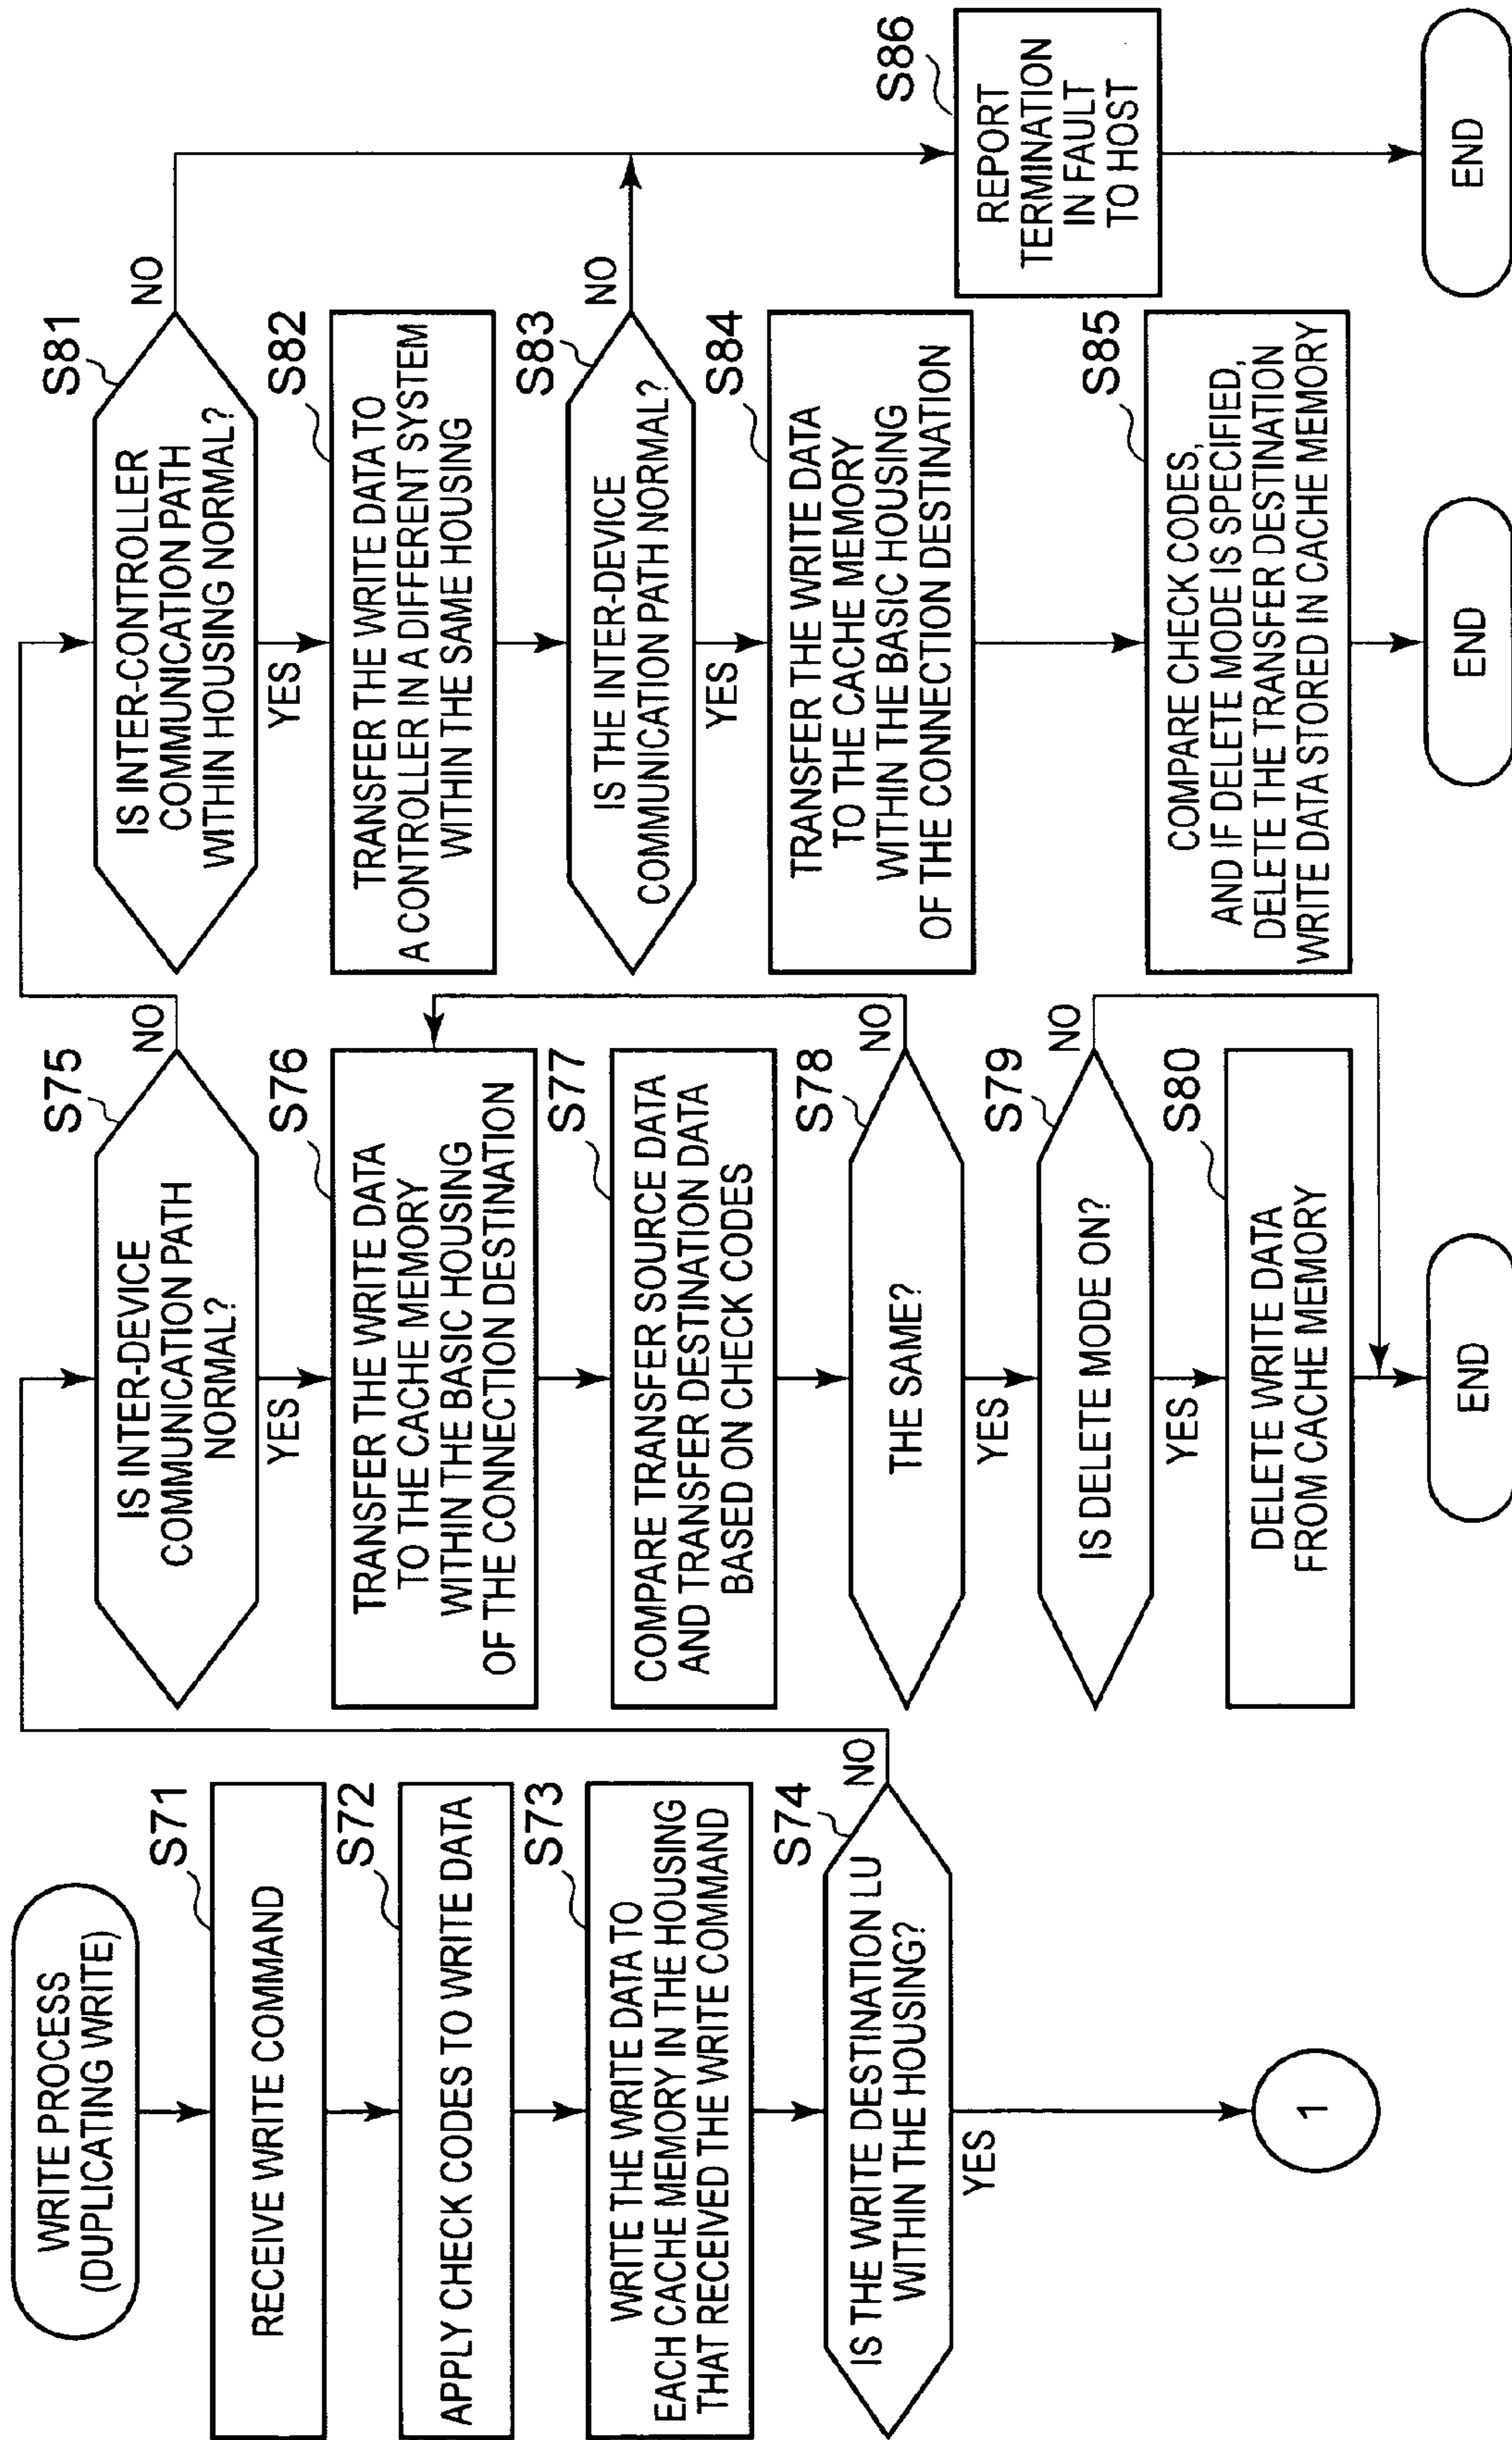 WRITE PROCESS
(DUPLICATING WRITE)
S71
RECEIVE WRITE COMMAND
S72
APPLY CHECK CODES TO WRITE DATA
S73
WRITE THE WRITE DATA TO
EACH CACHE MEMORY IN THE HOUSING
THAT RECEIVED THE WRITE COMMAND
S74
IS THE WRITE DESTINATION LU
WITHIN THE HOUSING?
NO
YES
1
S75
IS INTER-DEVICE
COMMUNICATION PATH
NORMAL?
NO
YES
S76
TRANSFER THE WRITE DATA
TO THE CACHE MEMORY
WITHIN THE BASIC HOUSING
OF THE CONNECTION DESTINATION
S77
COMPARE TRANSFER SOURCE DATA
AND TRANSFER DESTINATION DATA
BASED ON CHECK CODES
S78
THE SAME?
NO
YES
S79
IS DELETE MODE ON?
NO
YES
S80
DELETE WRITE DATA
FROM CACHE MEMORY
END
S81
IS INTER-CONTROLLER
COMMUNICATION PATH
WITHIN HOUSING NORMAL?
NO
YES
S82
TRANSFER THE WRITE DATA TO
A CONTROLLER IN A DIFFERENT SYSTEM
WITHIN THE SAME HOUSING
S83
IS THE INTER-DEVICE
COMMUNICATION PATH NORMAL?
NO
YES
S84
TRANSFER THE WRITE DATA
TO THE CACHE MEMORY
WITHIN THE BASIC HOUSING
OF THE CONNECTION DESTINATION
S85
COMPARE CHECK CODES,
AND IF DELETE MODE IS SPECIFIED,
DELETE THE TRANSFER DESTINATION
WRITE DATA STORED IN CACHE MEMORY
END
S86
REPORT
TERMINATION
IN FAULT
TO HOST
END